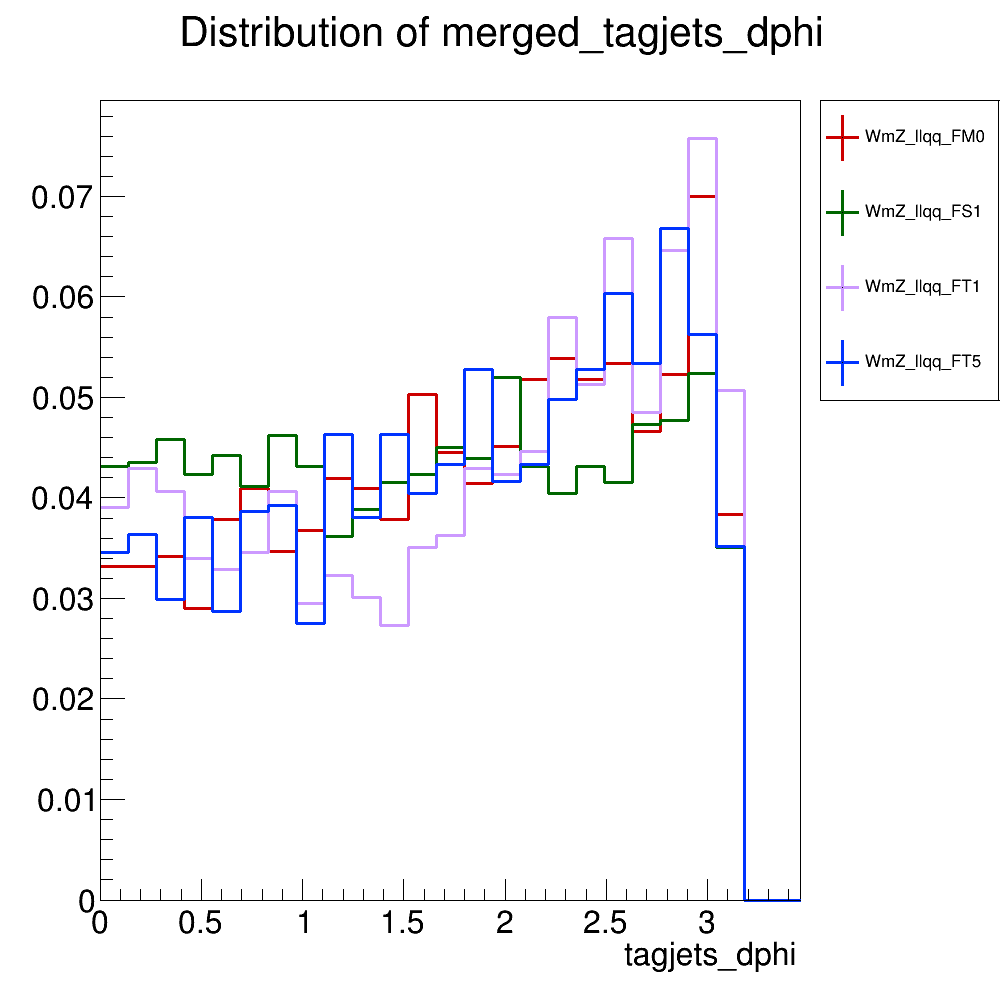 Distribution of merged_tagjets_dphi
WmZ_llqq_FM0
WmZ_llqq_FS1
WmZ_llqq_FT1
WmZ_llqq_FT5
0.07
0.06
0.05
0.04
0.03
0.02
0.01
0
0 0.5 1 1.5 2 2.5 3
tagjets_dphi